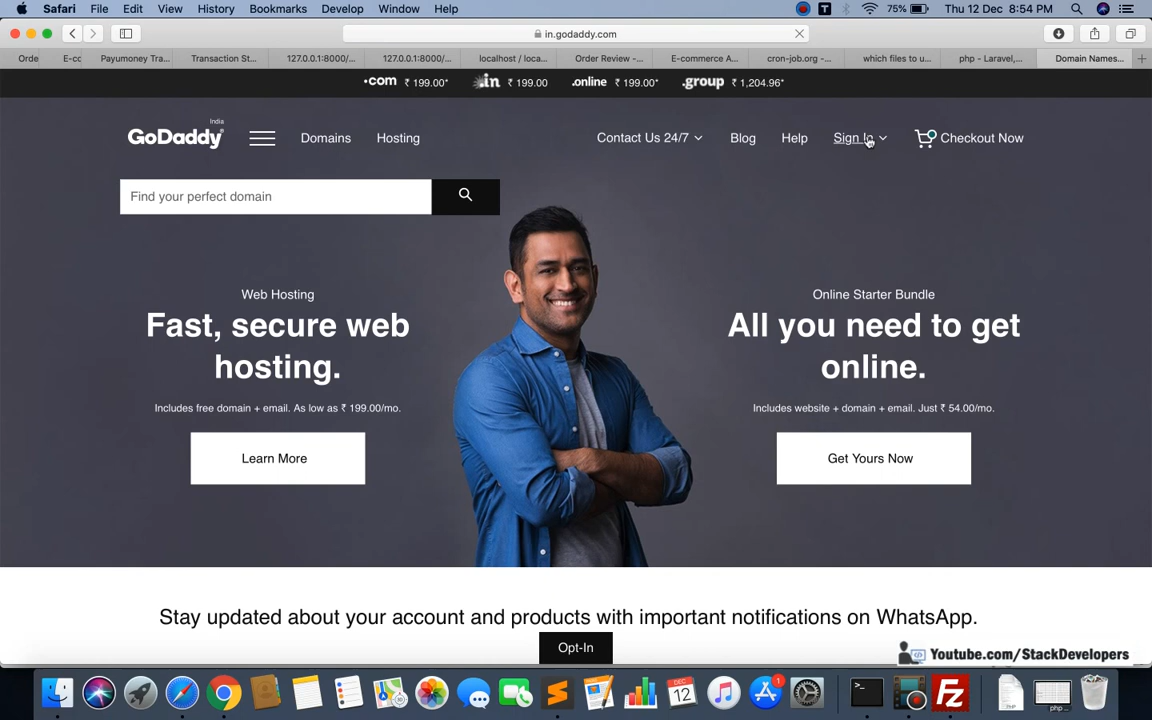 Safari File Edit View History Bookmarks Develop Window Help
T 75% Thu 12 Dec 8:54 PM
in.godaddy.com
Orde E-cc Payumoney Tra... Transaction St... 127.0.0.1:8000/... 127.0.0.1:8000/... localhost / loca... Order Review -... E-commerce A... cron-job.org -... which files to u... php - Laravel,... Domain Names...
.com ₹ 199.00* .in ₹ 199.00 .online ₹ 199.00* .group ₹ 1,204.96*
India
GoDaddy Domains Hosting Contact Us 24/7 Blog Help Sign In Checkout Now
Find your perfect domain
Web Hosting
Fast, secure web
hosting.
Includes free domain + email. As low as ₹ 199.00/mo.
Learn More
Online Starter Bundle
All you need to get
online.
Includes website + domain + email. Just ₹ 54.00/mo.
Get Yours Now
Stay updated about your account and products with important notifications on WhatsApp.
Opt-In
Youtube.com/StackDevelopers